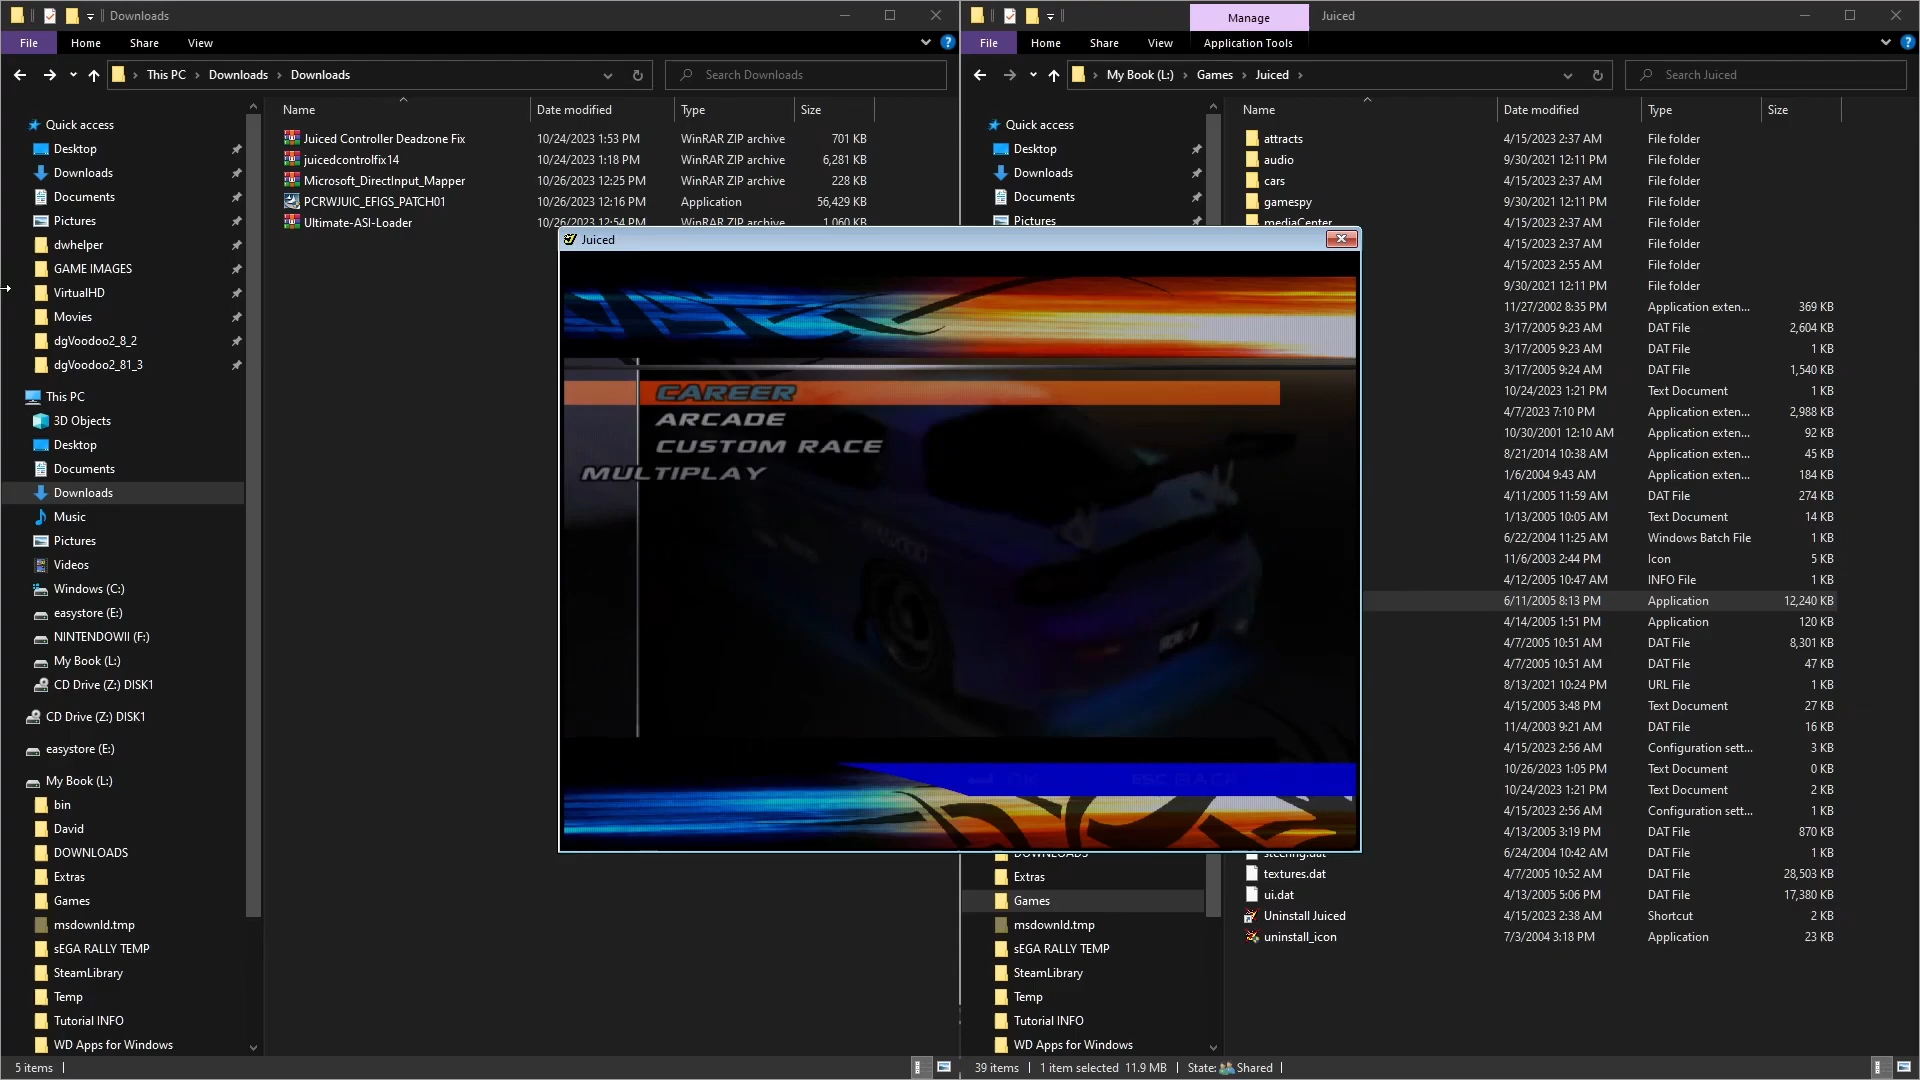 Downloads
File
Home
Share
View
This PC
Downloads
Downloads
Search Downloads
Quick access
Desktop
Downloads
Documents
Pictures
dwhelper
GAME IMAGES
VirtualHD
Movies
dgVoodoo2_8_2
dgVoodoo2_81_3
This PC
3D Objects
Desktop
Documents
Downloads
Music
Pictures
Videos
Windows (C:)
easystore (E:)
NINTENDOWII (F:)
My Book (L:)
CD Drive (Z:) DISK1
CD Drive (Z:) DISK1
easystore (E:)
My Book (L:)
bin
David
DOWNLOADS
Extras
Games
msdownld.tmp
sEGA RALLY TEMP
SteamLibrary
Temp
Tutorial INFO
WD Apps for Windows
5 items
Name Date modified Type Size
Juiced Controller Deadzone Fix 10/24/2023 1:53 PM WinRAR ZIP archive 701 KB
juicedcontrolfix14 10/24/2023 1:18 PM WinRAR ZIP archive 6,281 KB
Microsoft_DirectInput_Mapper 10/26/2023 12:25 PM WinRAR ZIP archive 228 KB
PCRWJUIC_EFIGS_PATCH01 10/26/2023 12:16 PM Application 56,429 KB
Ultimate-ASI-Loader 10/26/2023 12:54 PM WinRAR ZIP archive 1,060 KB
Juiced
CAREER
ARCADE
CUSTOM RACE
MULTIPLAY
ESC BACK
Manage
Juiced
File
Home
Share
View
Application Tools
My Book (L:)
Games
Juiced
Search Juiced
Quick access
Desktop
Downloads
Documents
Pictures
DOWNLOADS
Extras
Games
msdownld.tmp
sEGA RALLY TEMP
SteamLibrary
Temp
Tutorial INFO
WD Apps for Windows
Name Date modified Type Size
attracts 4/15/2023 2:37 AM File folder
audio 9/30/2021 12:11 PM File folder
cars 4/15/2023 2:37 AM File folder
gamespy 9/30/2021 12:11 PM File folder
mediaCenter 4/15/2023 2:37 AM File folder
4/15/2023 2:37 AM File folder
4/15/2023 2:55 AM File folder
9/30/2021 12:11 PM File folder
11/27/2002 8:35 PM Application exten... 369 KB
3/17/2005 9:23 AM DAT File 2,604 KB
3/17/2005 9:23 AM DAT File 1 KB
3/17/2005 9:24 AM DAT File 1,540 KB
10/24/2023 1:21 PM Text Document 1 KB
4/7/2023 7:10 PM Application exten... 2,988 KB
10/30/2001 12:10 AM Application exten... 92 KB
8/21/2014 10:38 AM Application exten... 45 KB
1/6/2004 9:43 AM Application exten... 184 KB
4/11/2005 11:59 AM DAT File 274 KB
1/13/2005 10:05 AM Text Document 14 KB
6/22/2004 11:25 AM Windows Batch File 1 KB
11/6/2003 2:44 PM Icon 5 KB
4/12/2005 10:47 AM INFO File 1 KB
6/11/2005 8:13 PM Application 12,240 KB
4/14/2005 1:51 PM Application 120 KB
4/7/2005 10:51 AM DAT File 8,301 KB
4/7/2005 10:51 AM DAT File 47 KB
8/13/2021 10:24 PM URL File 1 KB
4/15/2005 3:48 PM Text Document 27 KB
11/4/2003 9:21 AM DAT File 16 KB
4/15/2023 2:56 AM Configuration sett... 3 KB
10/26/2023 1:05 PM Text Document 0 KB
10/24/2023 1:21 PM Text Document 2 KB
4/15/2023 2:56 AM Configuration sett... 1 KB
4/13/2005 3:19 PM DAT File 870 KB
steering.dat 6/24/2004 10:42 AM DAT File 1 KB
textures.dat 4/7/2005 10:52 AM DAT File 28,503 KB
ui.dat 4/13/2005 5:06 PM DAT File 17,380 KB
Uninstall Juiced 4/15/2023 2:38 AM Shortcut 2 KB
uninstall_icon 7/3/2004 3:18 PM Application 23 KB
39 items 1 item selected 11.9 MB State: Shared